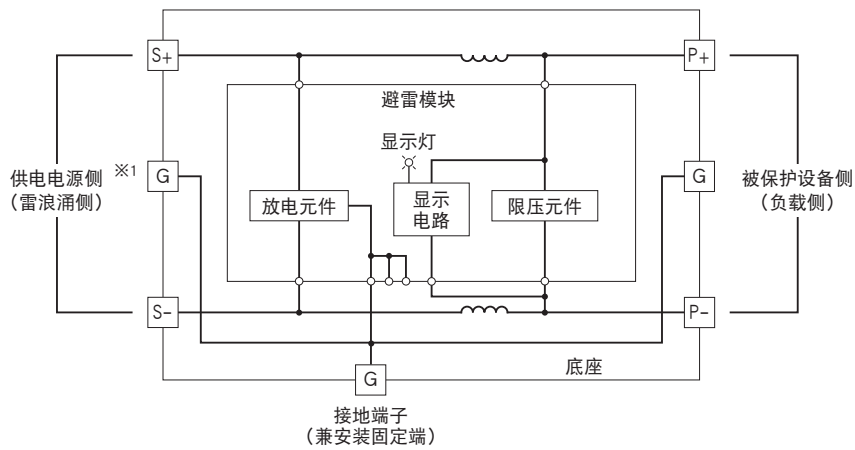 S+
P+
避雷模块
显示灯
供电电源侧
（雷浪涌侧）
※1
G
放电元件
显示
电路
限压元件
G
被保护设备侧
（负载侧）
S-
P-
底座
G
接地端子
（兼安装固定端）